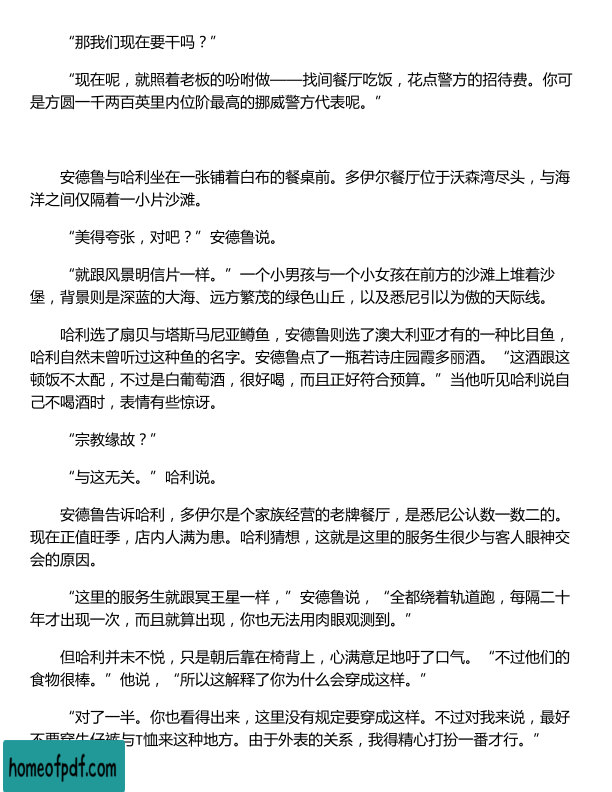 “那我们现在要干吗？”
“现在呢，就照着老板的吩咐做——找间餐厅吃饭，花点警方的招待费。你可
是方圆一千两百英里内位阶最高的挪威警方代表呢。”
安德鲁与哈利坐在一张铺着白布的餐桌前。多伊尔餐厅位于沃森湾尽头，与海
洋之间仅隔着一小片沙滩。
“美得夸张，对吧？”安德鲁说。
“就跟风景明信片一样。”一个小男孩与一个小女孩在前方的沙滩上堆着沙
堡，背景则是深蓝的大海、远方繁茂的绿色山丘，以及悉尼引以为傲的天际线。
哈利选了扇贝与塔斯马尼亚鳟鱼，安德鲁则选了澳大利亚才有的一种比目鱼，
哈利自然未曾听过这种鱼的名字。安德鲁点了一瓶若诗庄园霞多丽酒。“这酒跟这
顿饭不太配，不过是白葡萄酒，很好喝，而且正好符合预算。”当他听见哈利说自
己不喝酒时，表情有些惊讶。
“宗教缘故？”
“与这无关。”哈利说。
安德鲁告诉哈利，多伊尔是个家族经营的老牌餐厅，是悉尼公认数一数二的。
现在正值旺季，店内人满为患。哈利猜想，这就是这里的服务生很少与客人眼神交
会的原因。
“这里的服务生就跟冥王星一样，”安德鲁说，“全都绕着轨道跑，每隔二十
年才出现一次，而且就算出现，你也无法用肉眼观测到。”
但哈利并未不悦，只是朝后靠在椅背上，心满意足地吁了口气。“不过他们的
食物很棒。”他说，“所以这解释了你为什么会穿成这样。”
“对了一半。你也看得出来，这里没有规定要穿成这样。不过对我来说，最好
不要穿牛仔裤与T恤来这种地方。由于外表的关系，我得精心打扮一番才行。”
homeofpdf.com